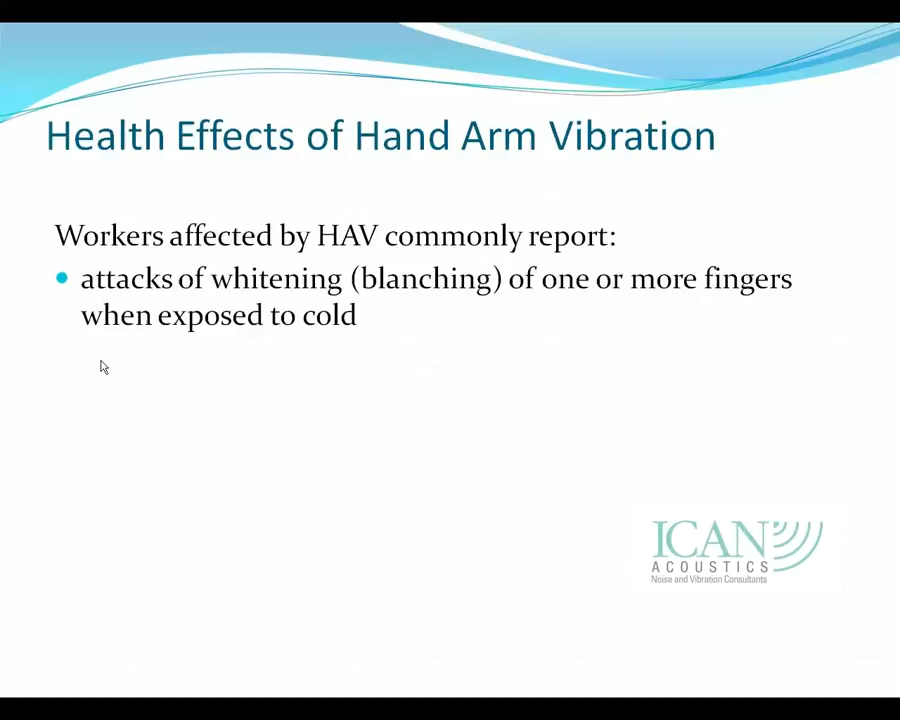 Health Effects of Hand Arm Vibration
Workers affected by HAV commonly report:
• attacks of whitening (blanching) of one or more fingers
when exposed to cold
ICAN
ACOUSTICS
Noise and Vibration Consultants